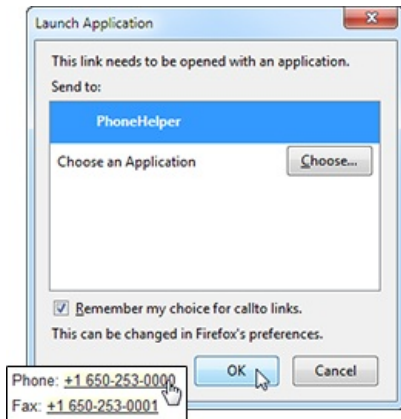 Launch Application
This link needs to be opened with an application.
Send to:
PhoneHelper
Choose an Application
Choose...
Remember my choice for callto links.
This can be changed in Firefox's preferences.
OK
Cancel
Phone: +1 650-253-0000
Fax: +1 650-253-0001